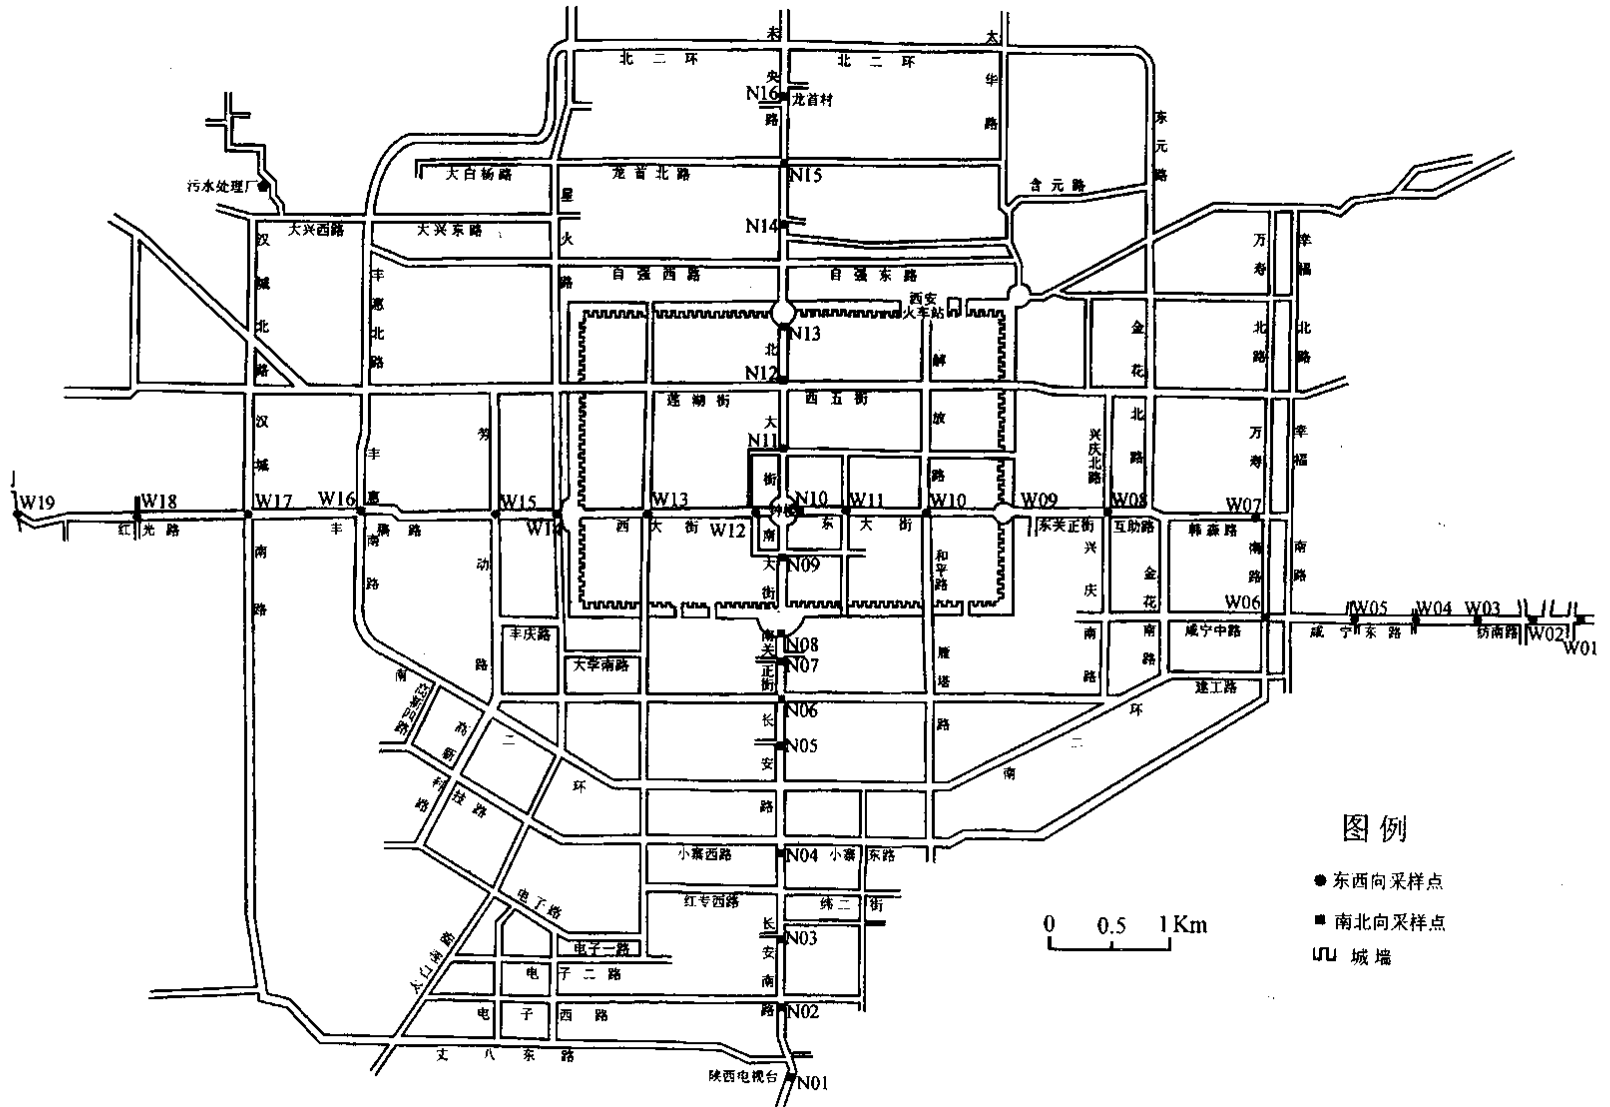 未
太
北 二 环
北 二 环
央
华
N16
龙首村
路
路
东
元
路
大白杨路
龙首北路
N15
含元路
污水处理厂
星
火
路
大兴西路
大兴东路
N14
汉
城
北
路
丰
惠
北
路
自强西路
自强东路
万
寿
北
路
幸
福
北
路
西安
火车站
N13
北
解
金
花
N12
莲湖街
西五街
大
放
北
路
汉
城
劳
N11
兴庆北路
万
寿
幸
福
丰
惠
街
路
W19
W18
W17
W16
W15
W14
W13
W12
钟楼
N10
W11
W10
W09
W08
W07
红光路
丰
路
西大街
东大街
东关正街
互助路
韩森路
南
路
南
路
动
南
大
街
N09
和平路
兴
庆
金
花
南
路
路
W06
W05
W04
W03
W02
W01
丰庆路
南
关
正
街
N08
咸宁中路
咸宁东路
纺南路
大学南路
N07
雁
塔
路
南
路
南
路
路
建工路
南
二
环
N06
环
二
南
高
新
路
长
安
路
N05
科技路
小寨西路
N04
小寨东路
图例
电子路
红专西路
纬二街
东西向采样点
0 0.5 1Km
南北向采样点
长
安
南
路
N03
电子一路
城墙
太白南路
电子二路
电子西路
N02
丈八东路
陕西电视台
N01